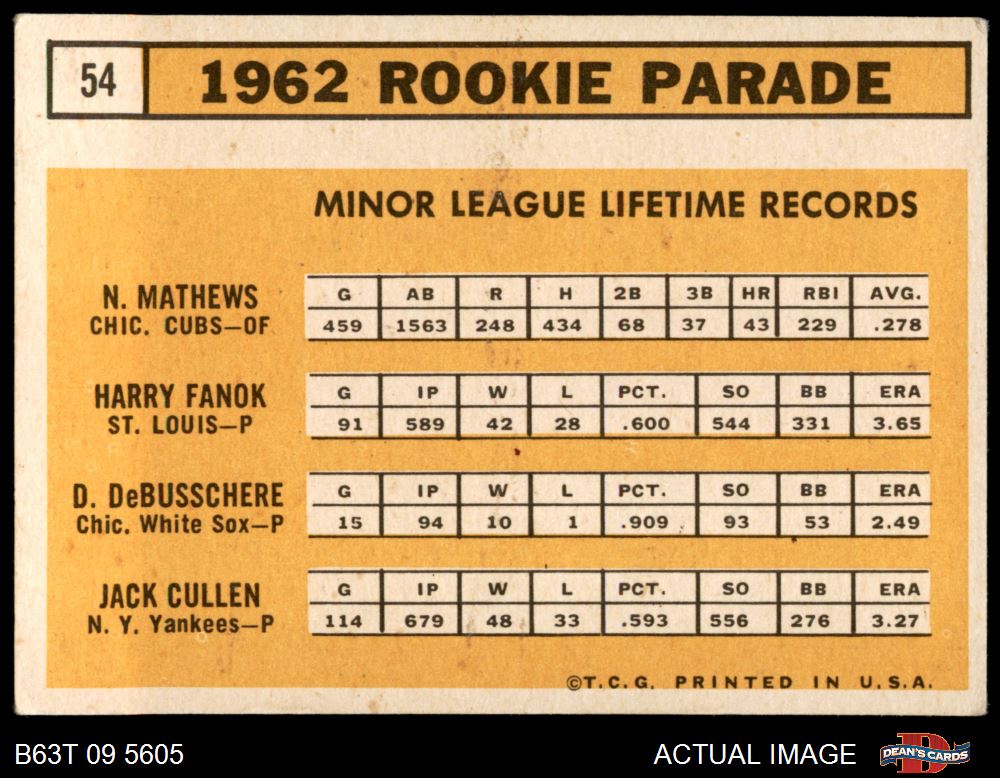 54 1962 ROOKIE PARADE
MINOR LEAGUE LIFETIME RECORDS
N. MATHEWS
CHIC. CUBS—OF
G AB R H 2B 3B HR RBI AVG.
459 1563 248 434 68 37 43 229 .278
HARRY FANOK
ST. LOUIS—P
G IP W L PCT. SO BB ERA
91 589 42 28 .600 544 331 3.65
D. DeBUSSCHERE
Chic. White Sox—P
G IP W L PCT. SO BB ERA
15 94 10 1 .909 93 53 2.49
JACK CULLEN
N. Y. Yankees—P
G IP W L PCT. SO BB ERA
114 679 48 33 .593 556 276 3.27
©T.C.G. PRINTED IN U.S.A.
B63T 09 5605 ACTUAL IMAGE DEAN'S CARDS